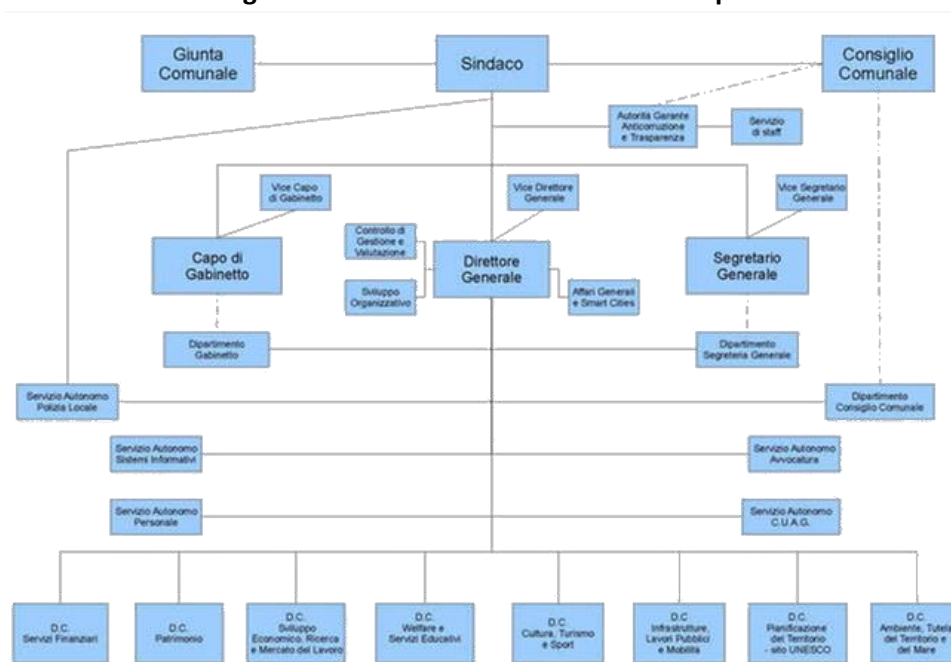 Giunta
Comunale
Sindaco
Consiglio
Comunale
Autorità Garante
Anticorruzione
e Trasparenza
Servizio
di staff
Vice Capo
di Gabinetto
Vice Direttore
Generale
Vice Segretario
Generale
Controllo di
Gestione e
Valutazione
Capo di
Gabinetto
Direttore
Generale
Segretario
Generale
Sviluppo
Organizzativo
Affari Generali
e Smart Cities
Dipartimento
Gabinetto
Dipartimento
Segreteria Generale
Servizio Autonomo
Polizia Locale
Dipartimento
Consiglio Comunale
Servizio Autonomo
Sistemi Informativi
Servizio Autonomo
Avvocatura
Servizio Autonomo
Personale
Servizio Autonomo
C.U.A.G.
D.C.
Servizi Finanziari
D.C.
Patrimonio
D.C.
Sviluppo
Economico, Ricerca
e Mercato del Lavoro
D.C.
Welfare e
Servizi Educativi
D.C.
Cultura, Turismo
e Sport
D.C
Infrastrutture,
Lavori Pubblici
e Mobilità
D.C.
Pianificazione
del Territorio
- sito UNESCO
D.C.
Ambiente, Tutela
del Territorio e
del Mare